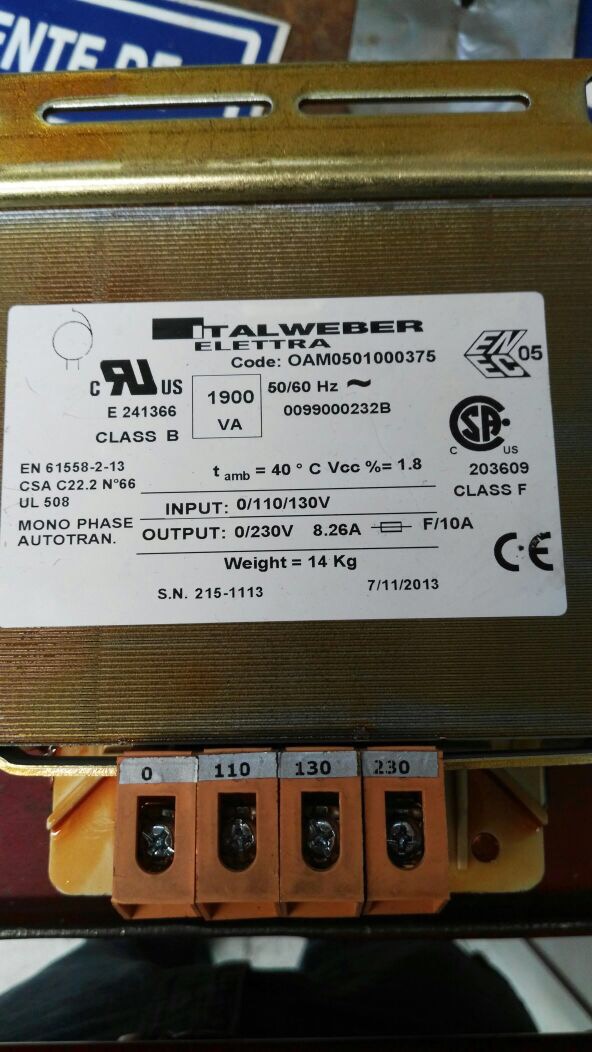 ENTE DE
ITALWEBER
ELETTRA
Code: OAM0501000375
EN
EC 05
C RU US
1900
VA
50/60 Hz ~
E 241366
0099000232B
CLASS B
CSA
C US
EN 61558-2-13
t amb = 40 ° C Vcc %= 1.8
203609
CSA C22.2 N°66
CLASS F
UL 508
INPUT: 0/110/130V
MONO PHASE
AUTOTRAN.
OUTPUT: 0/230V 8.26A F/10A
CE
Weight = 14 Kg
S.N. 215-1113 7/11/2013
0 110 130 230